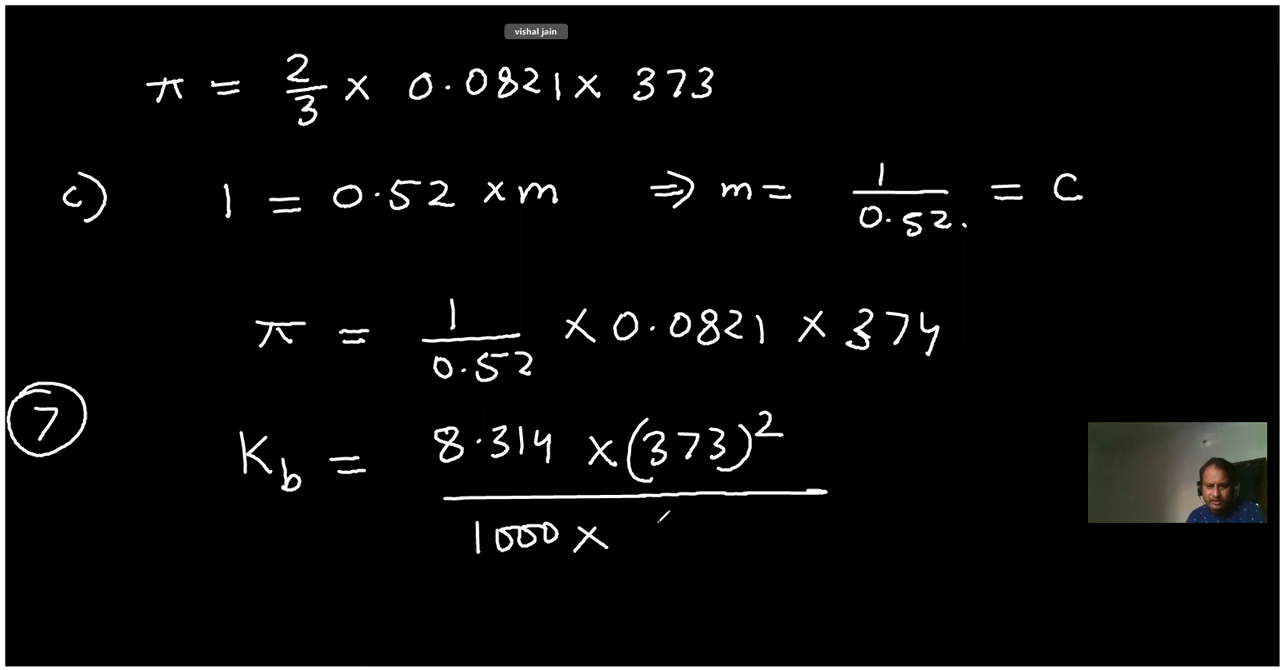 vishal jain
π = 2/3 × 0.0821 × 373
c) 1 = 0.52 × m ⇒ m = 1/0.52. = C
π = 1/0.52 × 0.0821 × 374
7 Kb = 8.314 × (373)²
1000 ×